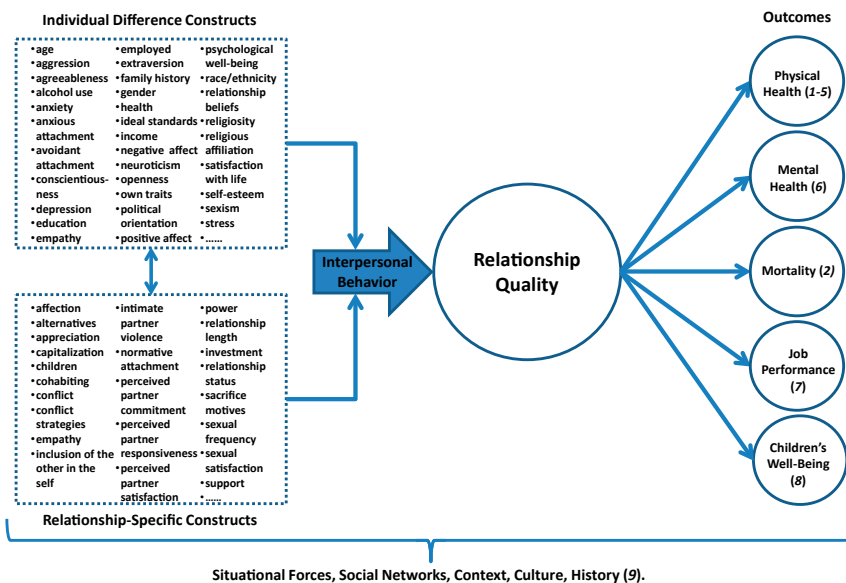 Individual Difference Constructs
•age
•aggression
•agreeableness
•alcohol use
•anxiety
•anxious
attachment
•avoidant
attachment
•conscientious-
ness
•depression
•education
•empathy
•employed
•extraversion
•family history
•gender
•health
•ideal standards
•income
•negative affect
•neuroticism
•openness
•own traits
•political
orientation
•positive affect
•psychological
well-being
•race/ethnicity
•relationship
beliefs
•religiosity
•religious
affiliation
•satisfaction
with life
•self-esteem
•sexism
•stress
•......
•affection
•alternatives
•appreciation
•capitalization
•children
•cohabiting
•conflict
•conflict
strategies
•empathy
•inclusion of the
other in the
self
•intimate
partner
violence
•normative
attachment
•perceived
partner
commitment
•perceived
partner
responsiveness
•perceived
partner
satisfaction
•power
•relationship
length
•investment
•relationship
status
•sacrifice
motives
•sexual
frequency
•sexual
satisfaction
•support
•......
Relationship-Specific Constructs
Interpersonal
Behavior
Relationship
Quality
Outcomes
Physical
Health (1-5)
Mental
Health (6)
Mortality (2)
Job
Performance
(7)
Children's
Well-Being
(8)
Situational Forces, Social Networks, Context, Culture, History (9).